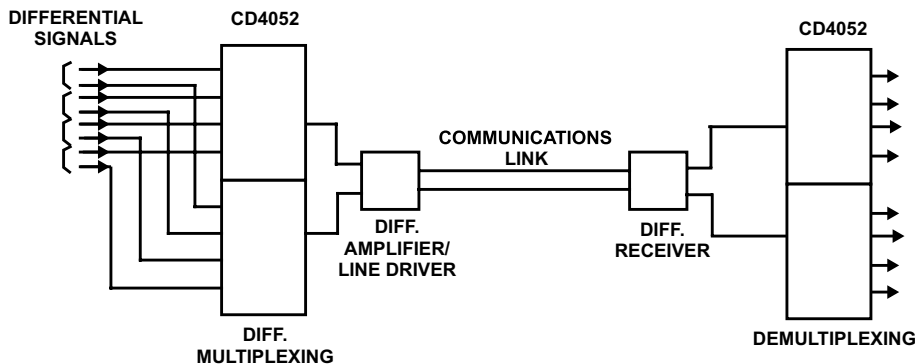 DIFFERENTIAL
SIGNALS
CD4052
CD4052
COMMUNICATIONS
LINK
DIFF.
AMPLIFIER/
LINE DRIVER
DIFF.
RECEIVER
DIFF.
MULTIPLEXING
DEMULTIPLEXING